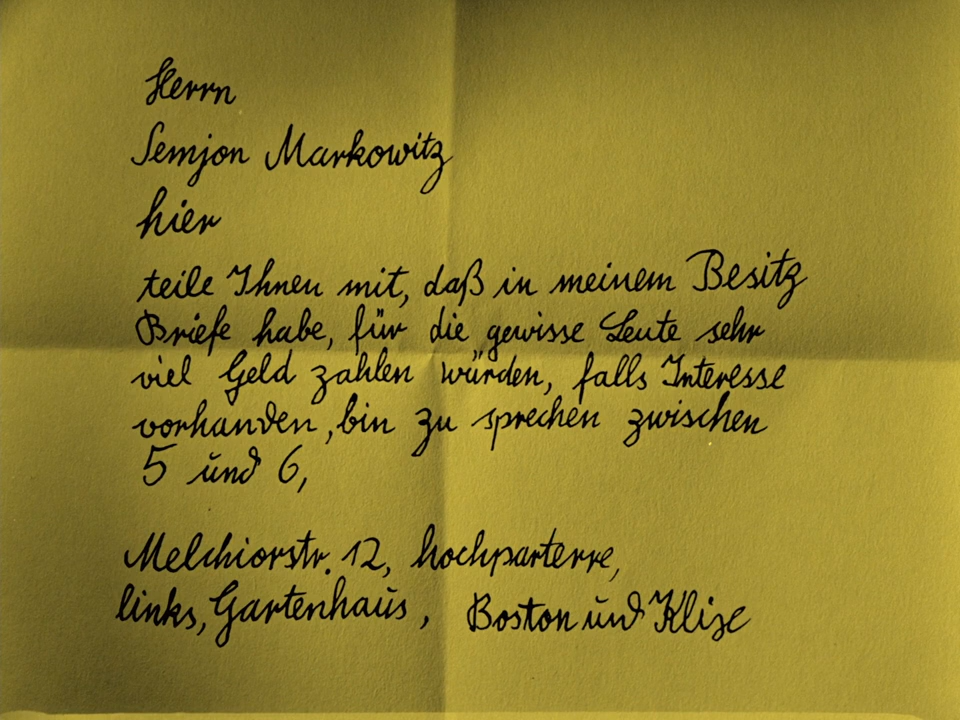 Herrn
Semjon Markowitz
hier
teile Ihnen mit, daß in meinem Besitz
Briefe habe, für die gewisse Leute sehr
viel Geld zahlen würden, falls Interesse
vorhanden, bin zu sprechen zwischen
5 und 6,
Melchiorstr. 12, hochparterre,
links, Gartenhaus, Boston und Klise